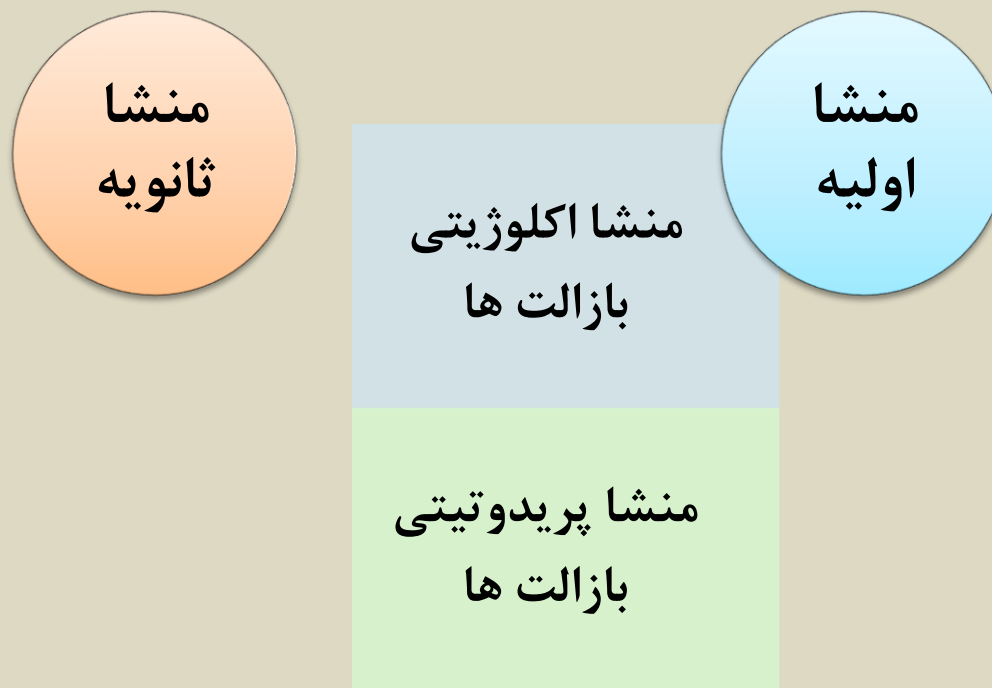 منشا
اولیه
منشا اکلوژیتی
بازالت ها
منشا پریدوتیتی
بازالت ها
منشا
ثانویه